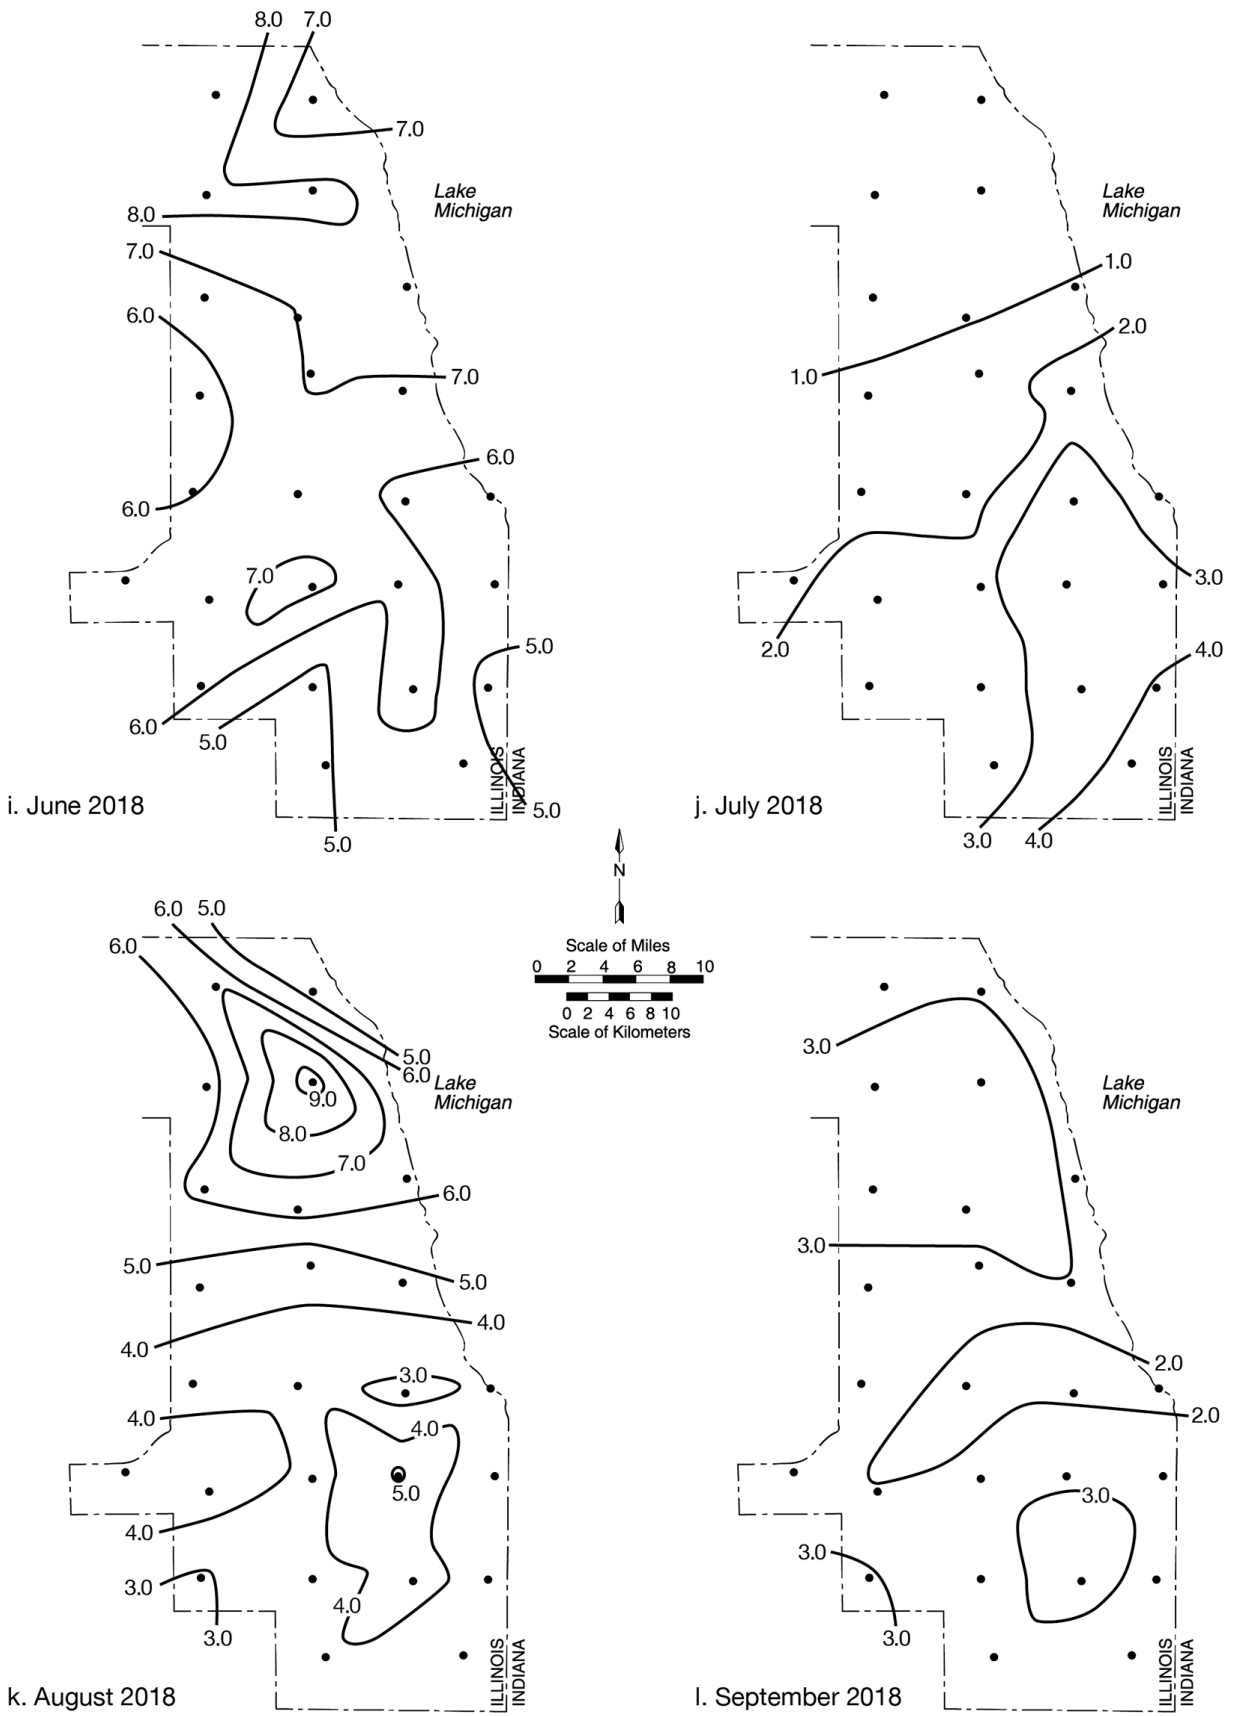 8.0 7.0
7.0
Lake
Michigan
8.0
7.0
6.0
7.0
6.0
6.0
7.0
5.0
6.0
5.0
ILLINOIS
INDIANA
5.0
5.0
i. June 2018
Lake
Michigan
1.0
2.0
1.0
3.0
2.0
4.0
ILLINOIS
INDIANA
3.0 4.0
j. July 2018
N
Scale of Miles
0 2 4 6 8 10
0 2 4 6 8 10
Scale of Kilometers
6.0 5.0
6.0
5.0
6.0
Lake
Michigan
9.0
8.0
7.0
6.0
5.0
5.0
4.0
4.0
3.0
4.0
4.0
5.0
4.0
3.0
4.0
3.0
ILLINOIS
INDIANA
k. August 2018
3.0
Lake
Michigan
3.0
2.0
2.0
3.0
3.0
3.0
ILLINOIS
INDIANA
l. September 2018